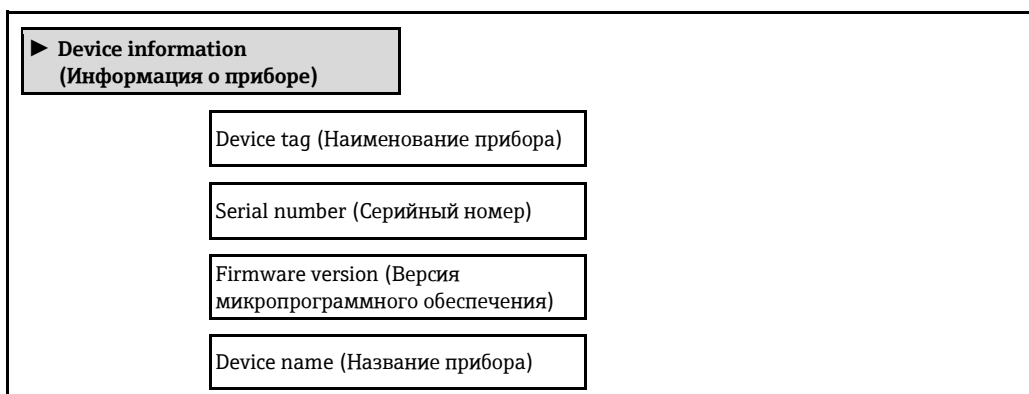 ► Device information
(Информация о приборе)
Device tag (Наименование прибора)
Serial number (Серийный номер)
Firmware version (Версия
микропрограммного обеспечения)
Device name (Название прибора)